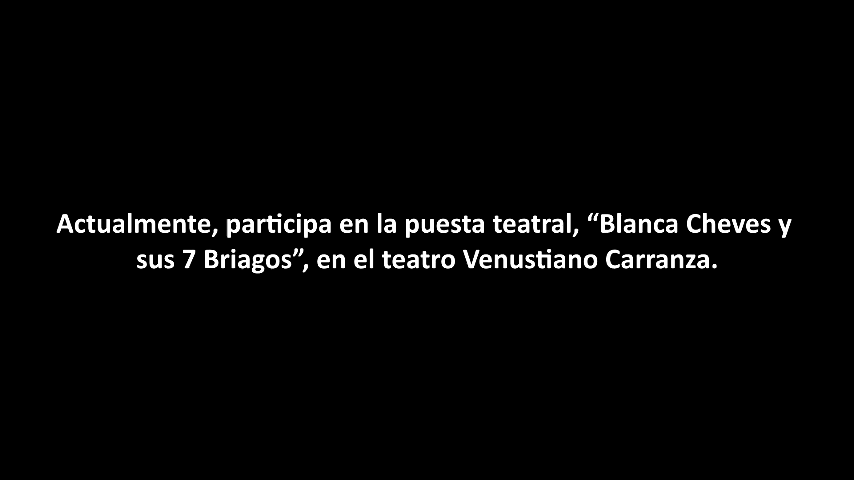 Actualmente, participa en la puesta teatral, “Blanca Cheves y
sus 7 Briagos”, en el teatro Venustiano Carranza.